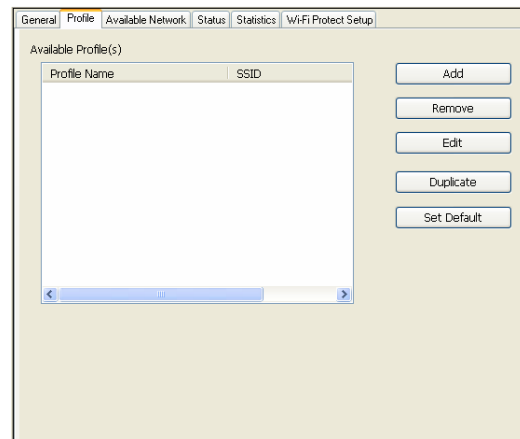 General Profile Available Network Status Statistics Wi-Fi Protect Setup
Available Profile(s)
Profile Name SSID
Add
Remove
Edit
Duplicate
Set Default